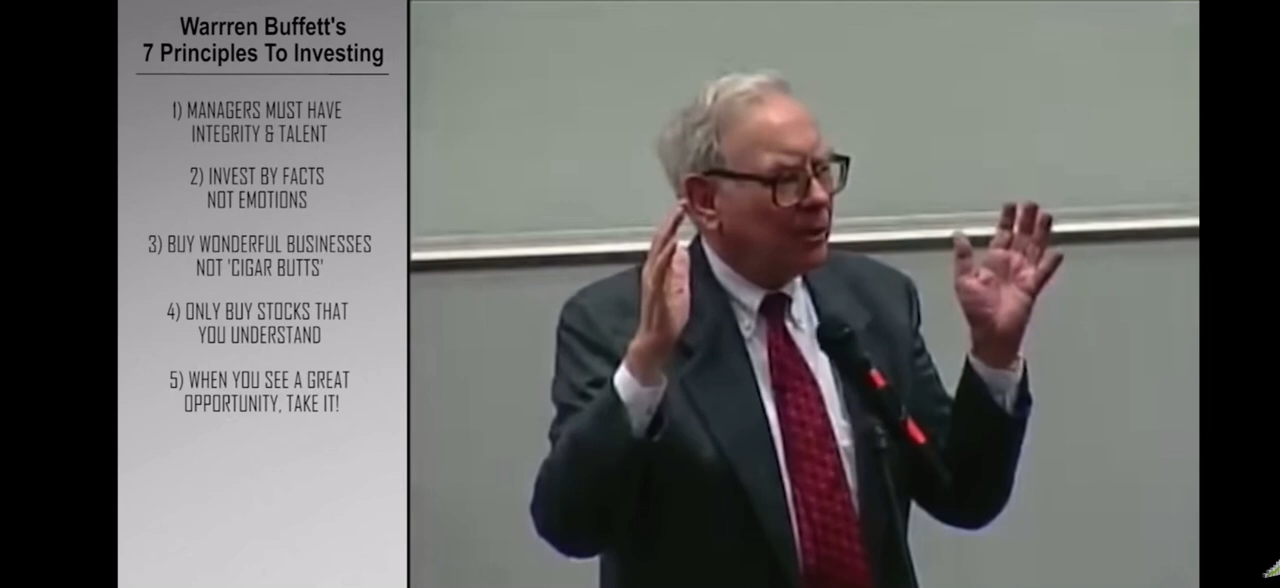 Warrren Buffett's
7 Principles To Investing
1) MANAGERS MUST HAVE
INTEGRITY & TALENT
2) INVEST BY FACTS
NOT EMOTIONS
3) BUY WONDERFUL BUSINESSES
NOT 'CIGAR BUTTS'
4) ONLY BUY STOCKS THAT
YOU UNDERSTAND
5) WHEN YOU SEE A GREAT
OPPORTUNITY, TAKE IT!